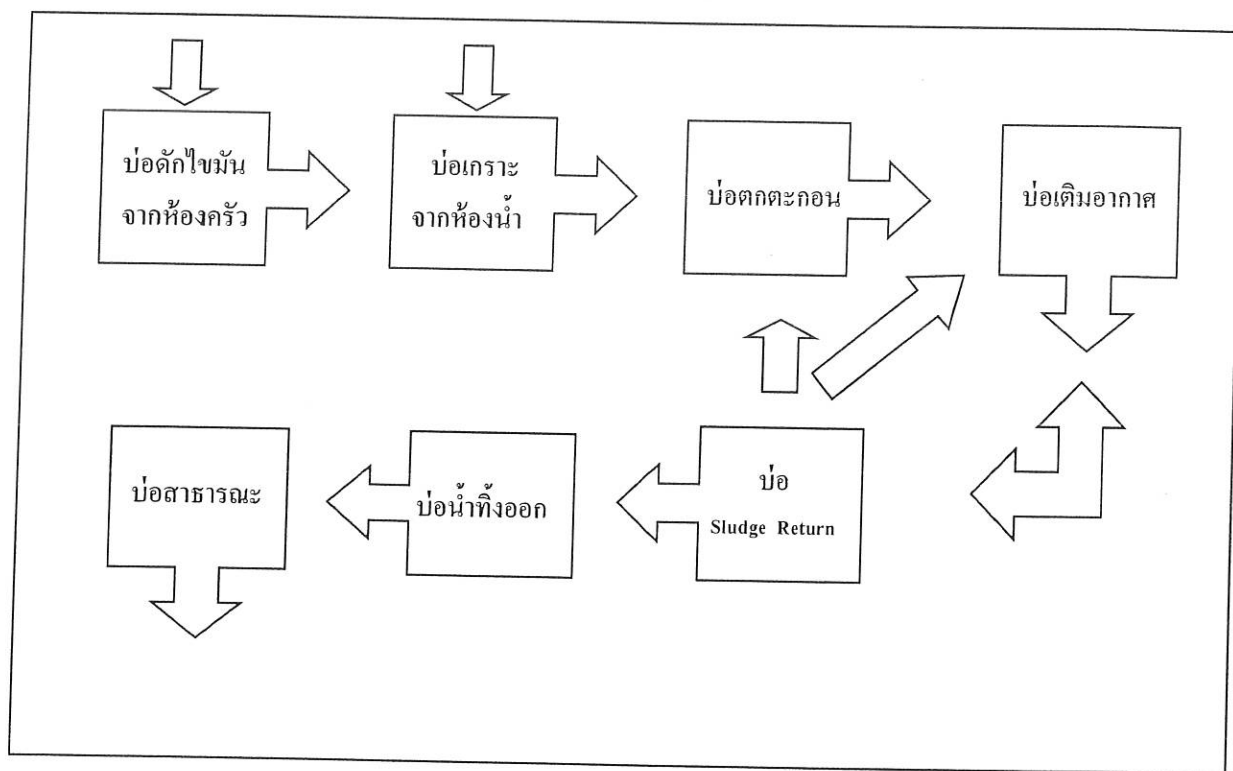 บ่อดักไขมัน
จากห้องครัว
บ่อเกราะ
จากห้องน้ำ
บ่อตกตะกอน
บ่อเติมอากาศ
บ่อสาธารณะ
บ่อน้ำทิ้งออก
บ่อ
Sludge Return